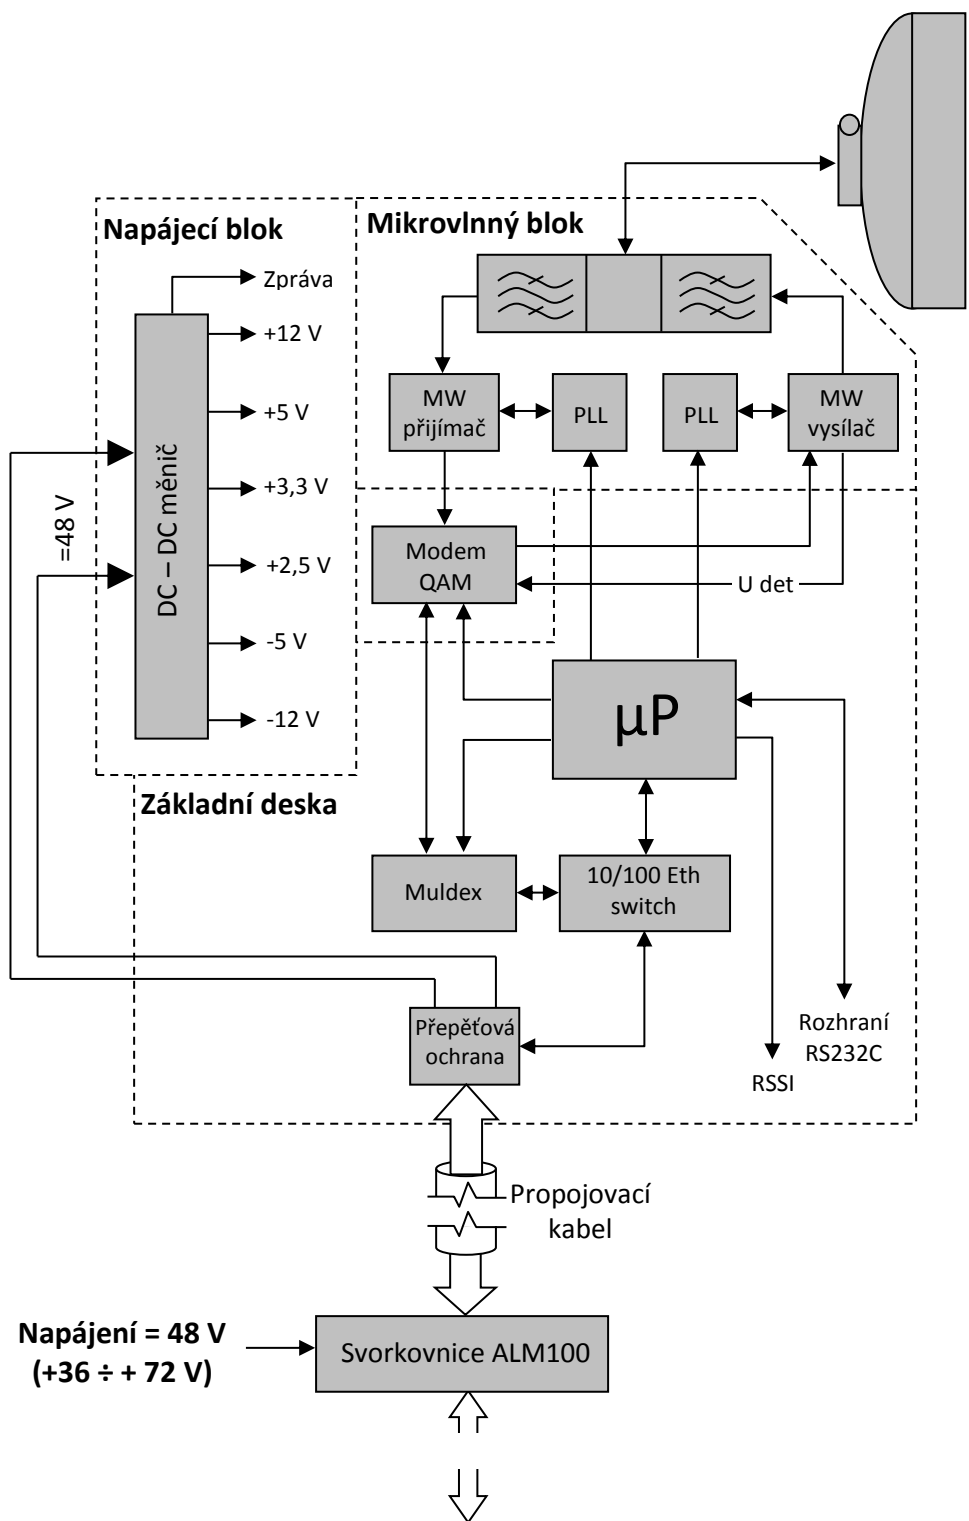 Napájecí blok
Mikrovlnný blok
Zpráva
+12 V
+5 V
+3,3 V
+2,5 V
-5 V
-12 V
DC – DC měnič
=48 V
MW
přijímač
PLL
PLL
MW
vysílač
Modem
QAM
U det
µP
Základní deska
Muldex
10/100 Eth
switch
Přepěťová
ochrana
Rozhraní
RS232C
RSSI
Propojovací
kabel
Napájení = 48 V
(+36 ÷ + 72 V)
Svorkovnice ALM100